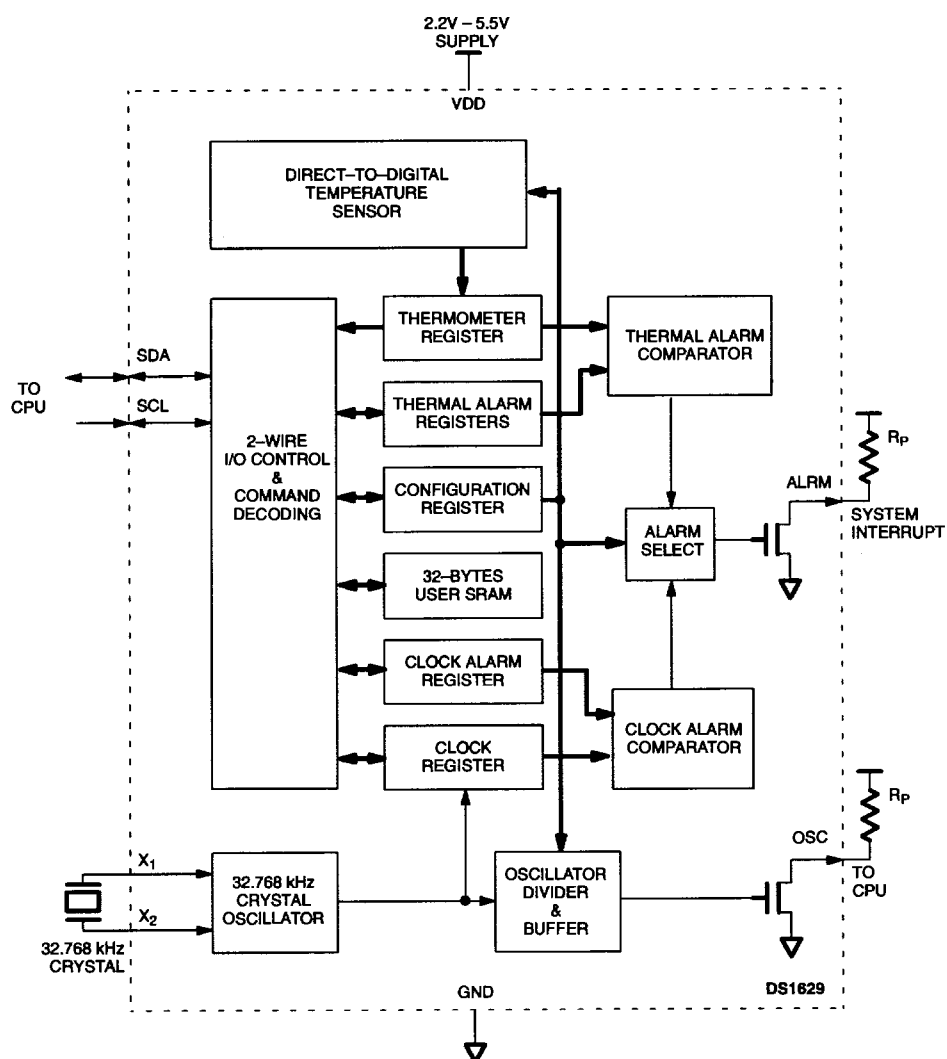 2.2V – 5.5V
SUPPLY
VDD
DIRECT–TO–DIGITAL
TEMPERATURE
SENSOR
THERMOMETER
REGISTER
THERMAL ALARM
COMPARATOR
SDA
TO
CPU
SCL
THERMAL ALARM
REGISTERS
2–WIRE
I/O CONTROL
&
COMMAND
DECODING
CONFIGURATION
REGISTER
ALARM
SELECT
ALRM
RP
SYSTEM
INTERRUPT
32–BYTES
USER SRAM
CLOCK ALARM
REGISTER
CLOCK
REGISTER
CLOCK ALARM
COMPARATOR
RP
OSC
TO
CPU
X1
X2
32.768 kHz
CRYSTAL
32.768 kHz
CRYSTAL
OSCILLATOR
OSCILLATOR
DIVIDER
&
BUFFER
GND
DS1629